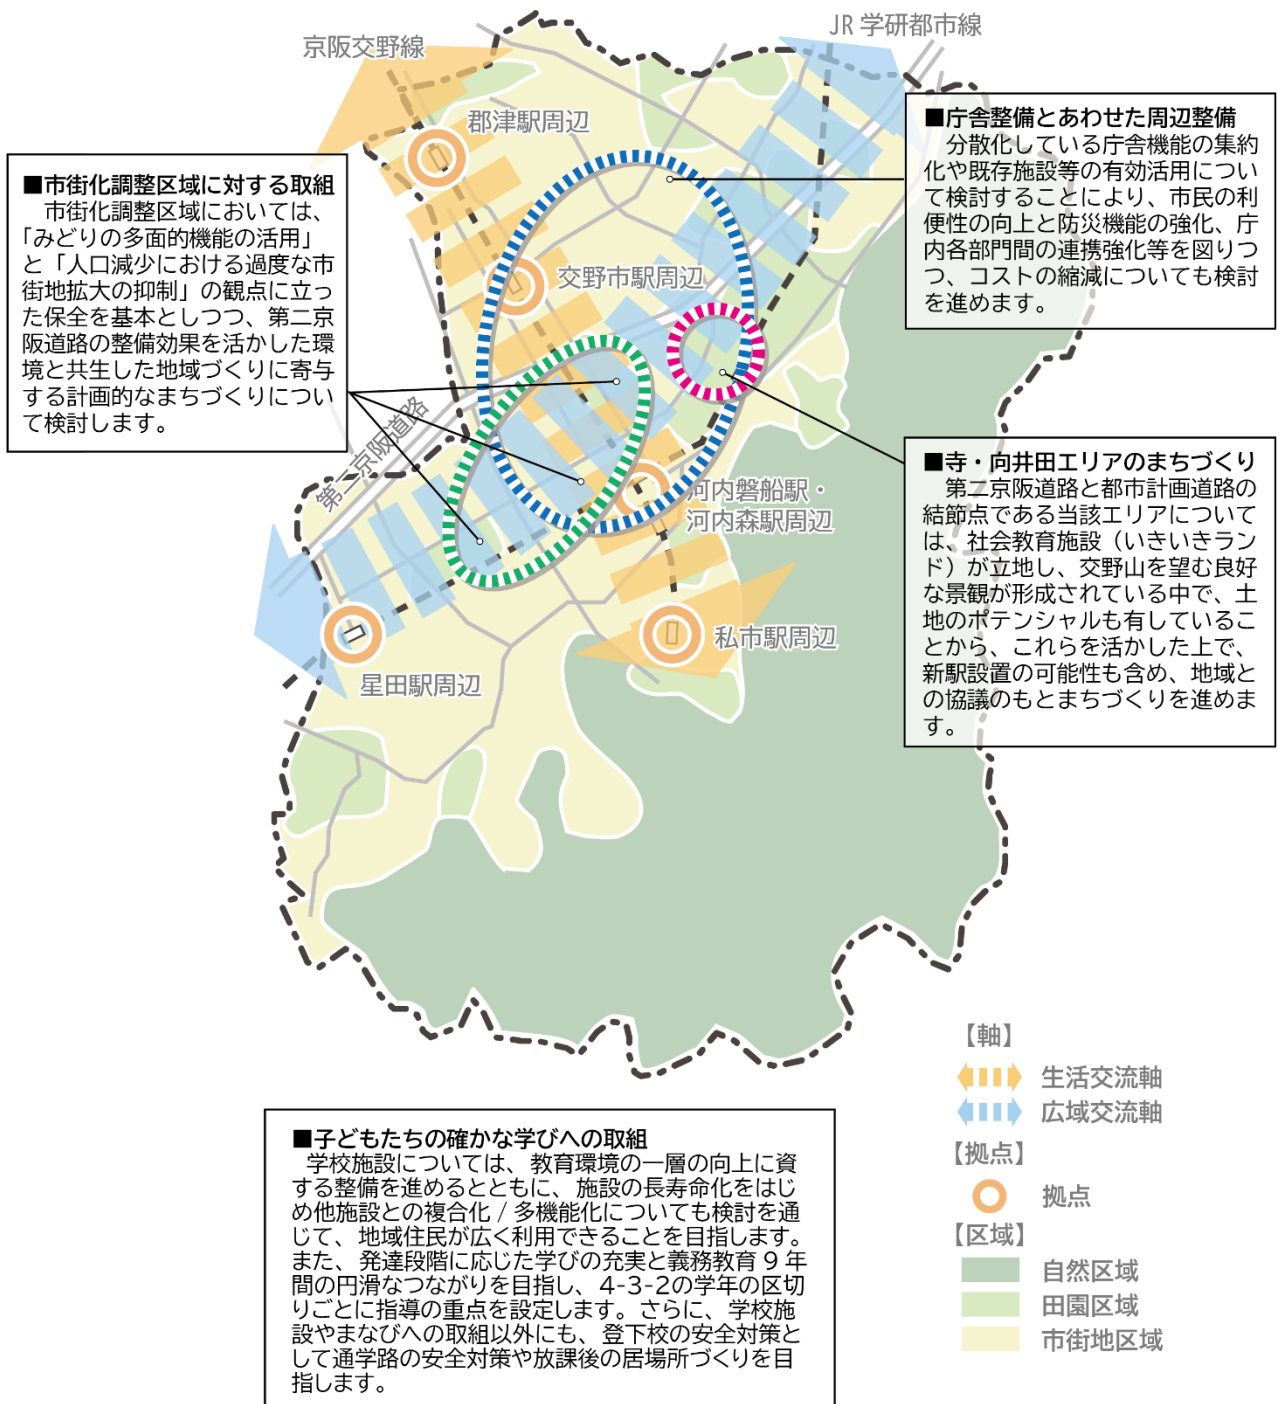 京阪交野線
JR 学研都市線
郡津駅周辺
交野市駅周辺
第二京阪道路
河内磐船駅・
河内森駅周辺
私市駅周辺
星田駅周辺
■市街化調整区域に対する取組
市街化調整区域においては、
「みどりの多面的機能の活用」
と「人口減少における過度な市
街地拡大の抑制」の観点に立っ
た保全を基本としつつ、第二京
阪道路の整備効果を活かした環
境と共生した地域づくりに寄与
する計画的なまちづくりについ
て検討します。
■庁舎整備とあわせた周辺整備
分散化している庁舎機能の集約
化や既存施設等の有効活用につい
て検討することにより、市民の利
便性の向上と防災機能の強化、庁
内各部門間の連携強化等を図りつ
つ、コストの縮減についても検討
を進めます。
■寺・向井田エリアのまちづくり
第二京阪道路と都市計画道路の
結節点である当該エリアについて
は、社会教育施設（いきいきラン
ド）が立地し、交野山を望む良好
な景観が形成されている中で、土
地のポテンシャルも有しているこ
とから、これらを活かした上で、
新駅設置の可能性も含め、地域と
の協議のもとまちづくりを進めま
す。
■子どもたちの確かな学びへの取組
学校施設については、教育環境の一層の向上に資
する整備を進めるとともに、施設の長寿命化をはじ
め他施設との複合化 / 多機能化についても検討を通
じて、地域住民が広く利用できることを目指します。
また、発達段階に応じた学びの充実と義務教育 9 年
間の円滑なつながりを目指し、4-3-2の学年の区切
りごとに指導の重点を設定します。さらに、学校施
設やまなびへの取組以外にも、登下校の安全対策と
して通学路の安全対策や放課後の居場所づくりを目
指します。
【軸】
生活交流軸
広域交流軸
【拠点】
拠点
【区域】
自然区域
田園区域
市街地区域